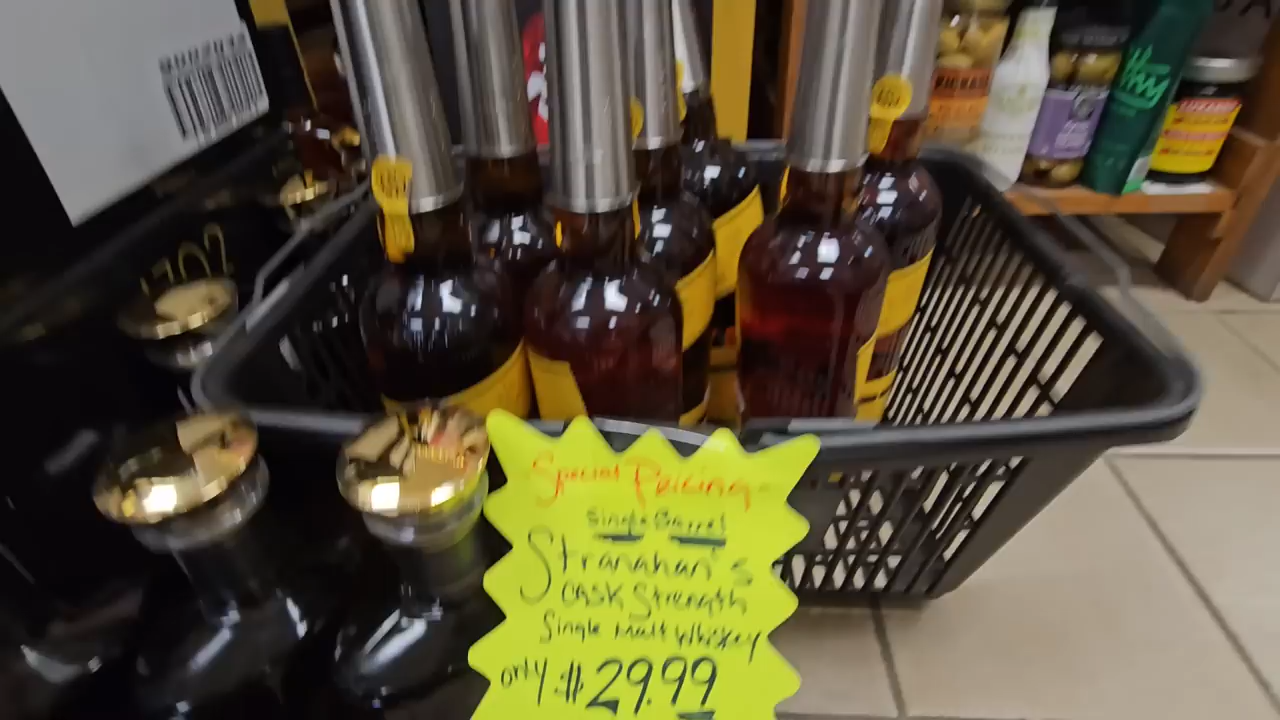 Special Pricing
Single Barrel
Stranahan's
CASK Strength
Single Malt Whiskey
only $29.99